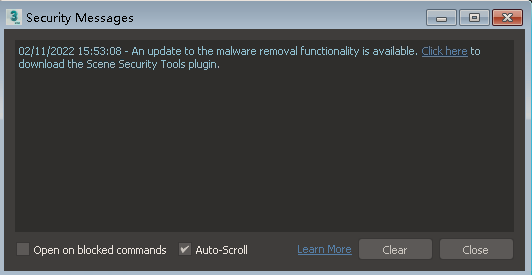 Security Messages
02/11/2022 15:53:08 - An update to the malware removal functionality is available. Click here to
download the Scene Security Tools plugin.
Open on blocked commands
Auto-Scroll
Learn More
Clear
Close